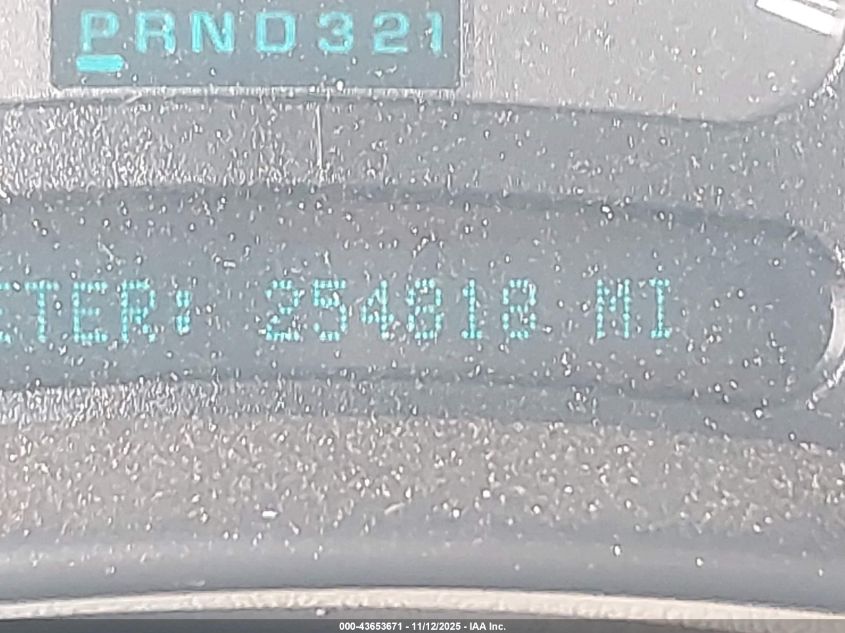 PRND321
ETER: 254818 MI
000-43653671 - 11/12/2025 - IAA Inc.